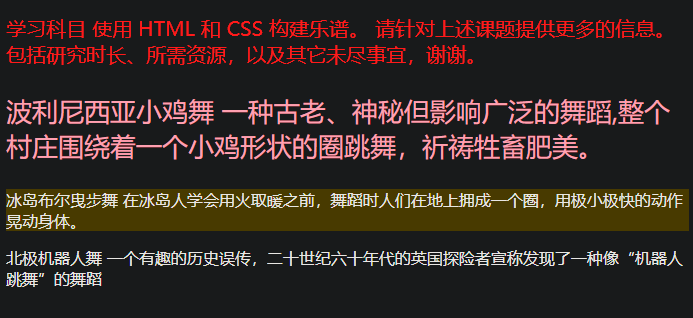 学习科目 使用 HTML 和 CSS 构建乐谱。 请针对上述课题提供更多的信息。
包括研究时长、所需资源，以及其它未尽事宜，谢谢。
波利尼西亚小鸡舞 一种古老、神秘但影响广泛的舞蹈,整个
村庄围绕着一个小鸡形状的圈跳舞，祈祷牲畜肥美。
冰岛布尔曳步舞 在冰岛人学会用火取暖之前，舞蹈时人们在地上拥成一个圈，用极小极快的动作
晃动身体。
北极机器人舞 一个有趣的历史误传，二十世纪六十年代的英国探险者宣称发现了一种像“机器人
跳舞”的舞蹈